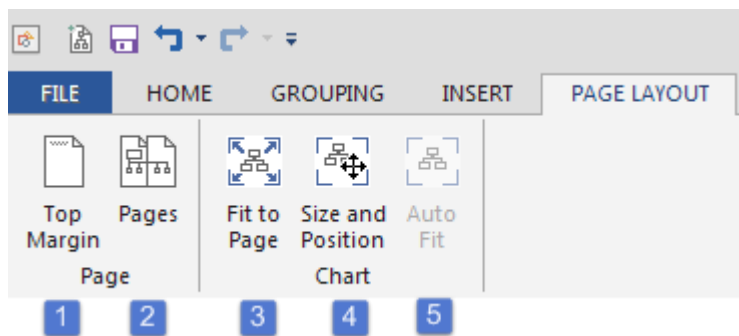 FILE HOME GROUPING INSERT PAGE LAYOUT
Top Pages Fit to Size and Auto
Margin Page Position Fit
Page Chart
1 2 3 4 5